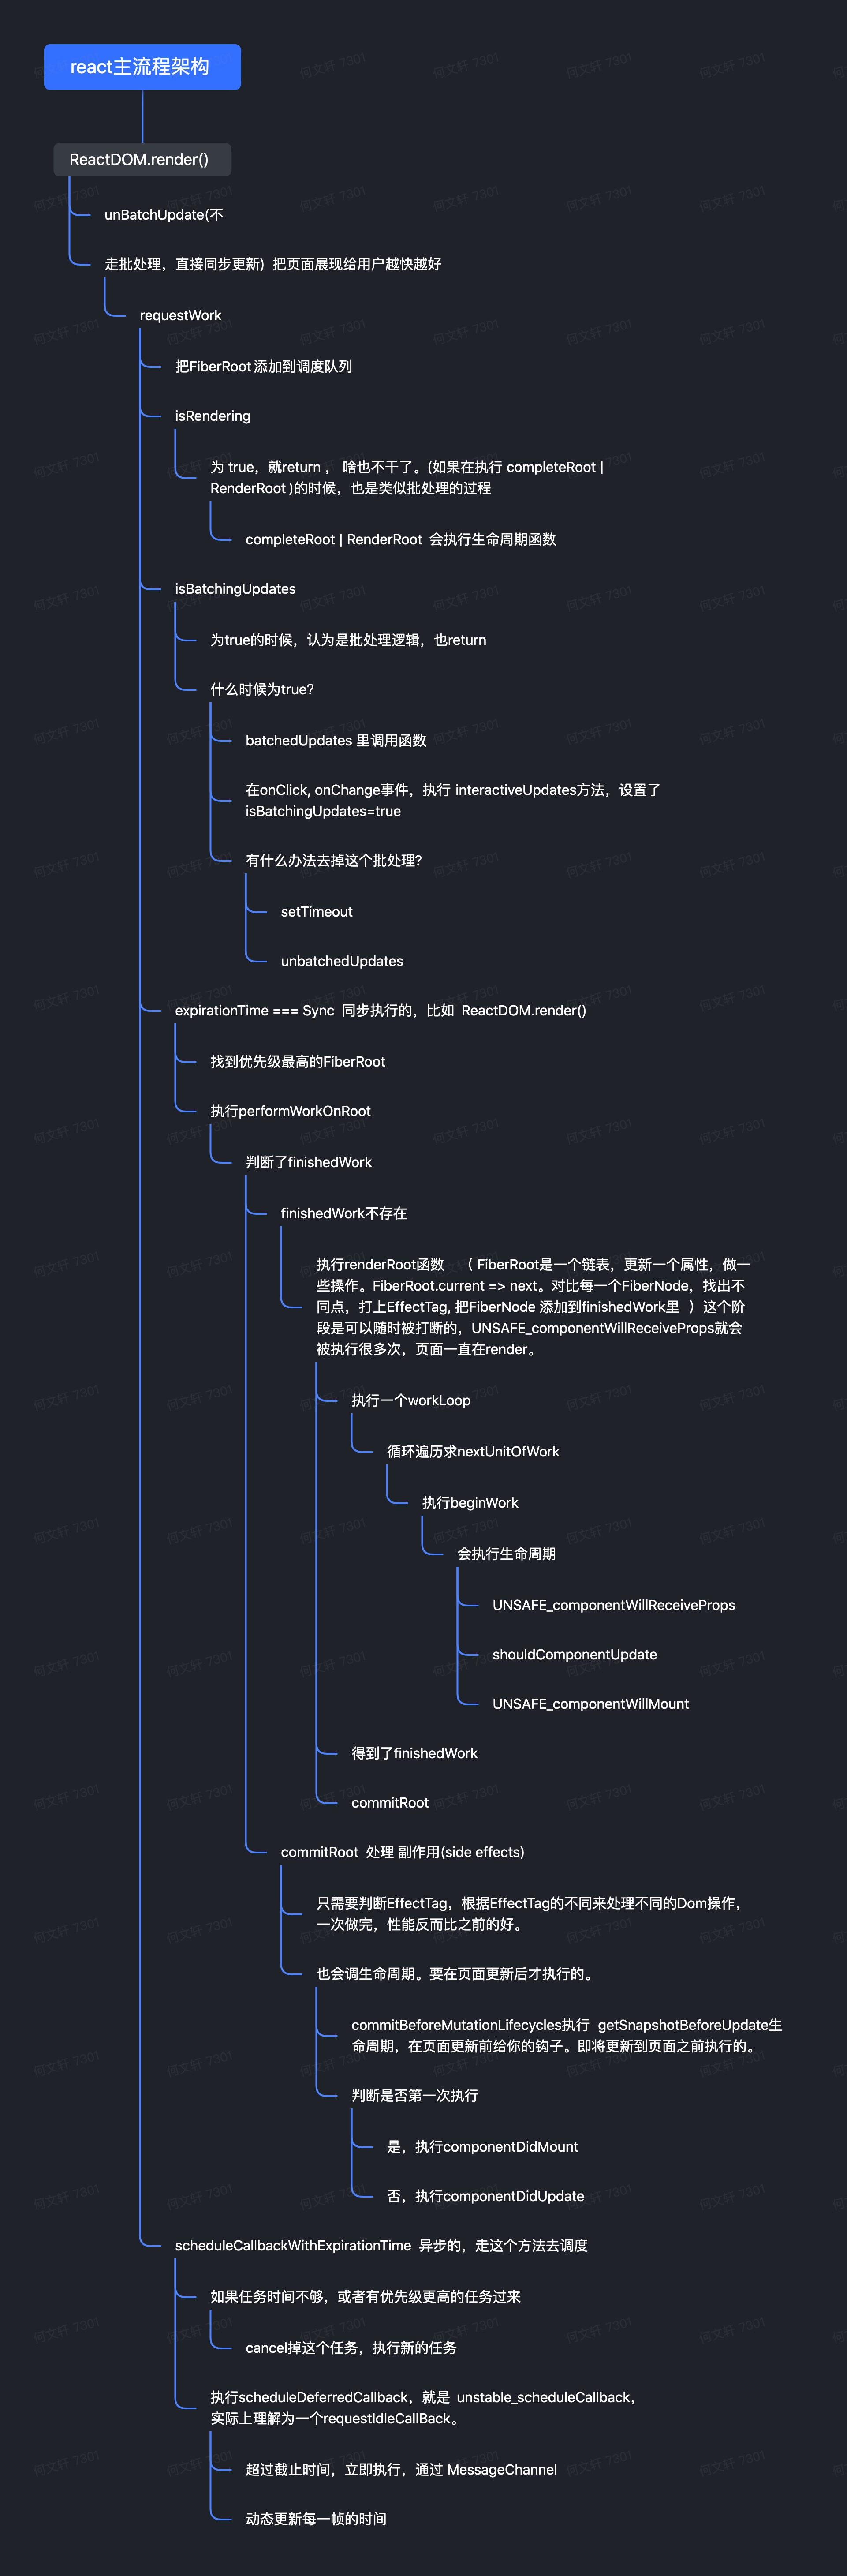 react主流程架构
ReactDOM.render()
unBatchUpdate(不
走批处理，直接同步更新) 把页面展现给用户越快越好
requestWork
把FiberRoot 添加到调度队列
isRendering
为 true，就return ， 啥也不干了。(如果在执行 completeRoot |
RenderRoot )的时候，也是类似批处理的过程
completeRoot | RenderRoot 会执行生命周期函数
isBatchingUpdates
为true的时候，认为是批处理逻辑，也return
什么时候为true?
batchedUpdates 里调用函数
在onClick, onChange事件，执行 interactiveUpdates方法，设置了
isBatchingUpdates=true
有什么办法去掉这个批处理?
setTimeout
unbatchedUpdates
expirationTime === Sync 同步执行的，比如 ReactDOM.render()
找到优先级最高的FiberRoot
执行performWorkOnRoot
判断了finishedWork
finishedWork不存在
执行renderRoot函数 （ FiberRoot是一个链表，更新一个属性，做一
些操作。FiberRoot.current => next。对比每一个FiberNode，找出不
同点，打上EffectTag, 把FiberNode 添加到finishedWork里 ）这个阶
段是可以随时被打断的，UNSAFE_componentWillReceiveProps就会
被执行很多次，页面一直在render。
执行一个workLoop
循环遍历求nextUnitOfWork
执行beginWork
会执行生命周期
UNSAFE_componentWillReceiveProps
shouldComponentUpdate
UNSAFE_componentWillMount
得到了finishedWork
commitRoot
commitRoot 处理 副作用(side effects)
只需要判断EffectTag，根据EffectTag的不同来处理不同的Dom操作，
一次做完，性能反而比之前的好。
也会调生命周期。要在页面更新后才执行的。
commitBeforeMutationLifecycles执行 getSnapshotBeforeUpdate生
命周期，在页面更新前给你的钩子。即将更新到页面之前执行的。
判断是否第一次执行
是，执行componentDidMount
否，执行componentDidUpdate
scheduleCallbackWithExpirationTime 异步的，走这个方法去调度
如果任务时间不够，或者有优先级更高的任务过来
cancel掉这个任务，执行新的任务
执行scheduleDeferredCallback，就是 unstable_scheduleCallback，
实际上理解为一个requestIdleCallBack。
超过截止时间，立即执行，通过 MessageChannel
动态更新每一帧的时间
何文轩 7301